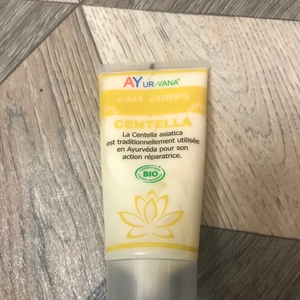 AYUR-VANA®
LAIT CORPS
CENTELLA
La Centella asiatica
est traditionnellement utilisée
en Ayurvéda pour son
action réparatrice.
BIO